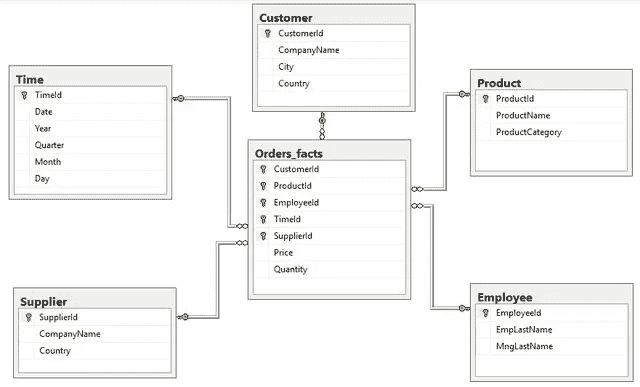 Customer
CustomerId
CompanyName
City
Country
Time
TimeId
Date
Year
Quarter
Month
Day
Product
ProductId
ProductName
ProductCategory
Orders_facts
CustomerId
ProductId
EmployeeId
TimeId
SupplierId
Price
Quantity
Supplier
SupplierId
CompanyName
Country
Employee
EmployeeId
EmpLastName
MngLastName